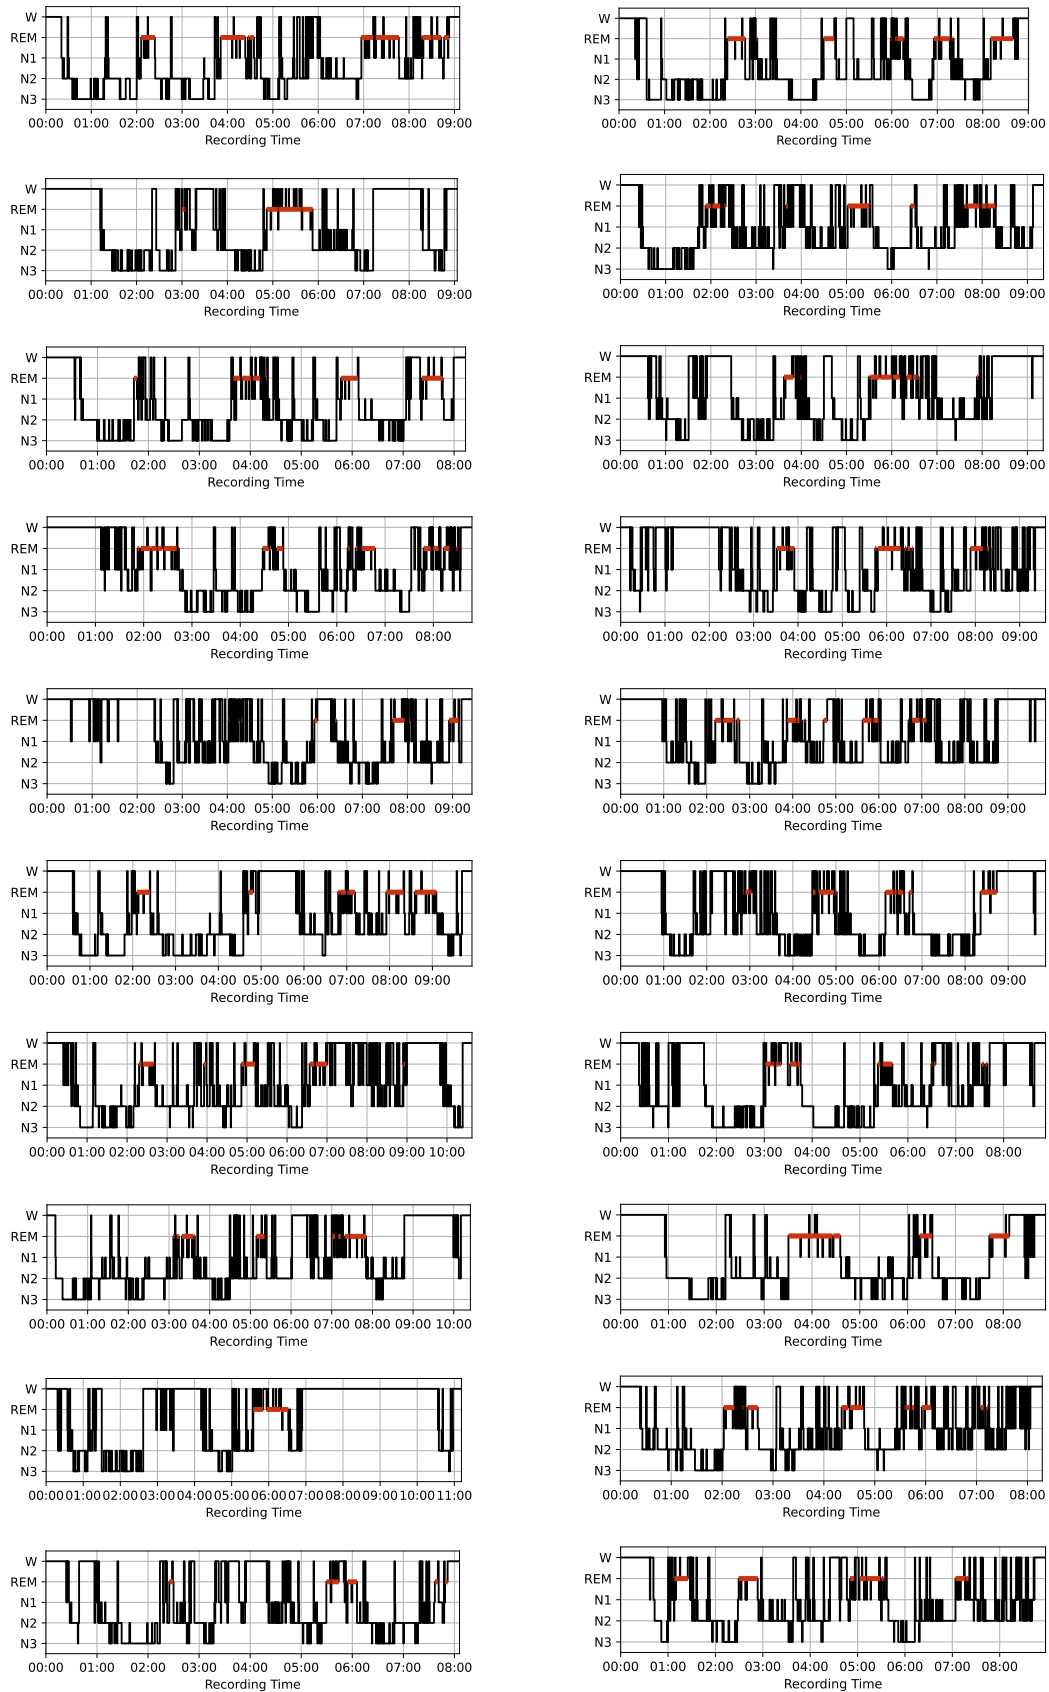 W
REM
N1
N2
N3
00:00 01:00 02:00 03:00 04:00 05:00 06:00 07:00 08:00 09:00
Recording Time
W
REM
N1
N2
N3
00:00 01:00 02:00 03:00 04:00 05:00 06:00 07:00 08:00 09:00
Recording Time
W
REM
N1
N2
N3
00:00 01:00 02:00 03:00 04:00 05:00 06:00 07:00 08:00 09:00
Recording Time
W
REM
N1
N2
N3
00:00 01:00 02:00 03:00 04:00 05:00 06:00 07:00 08:00 09:00
Recording Time
W
REM
N1
N2
N3
00:00 01:00 02:00 03:00 04:00 05:00 06:00 07:00 08:00
Recording Time
W
REM
N1
N2
N3
00:00 01:00 02:00 03:00 04:00 05:00 06:00 07:00 08:00 09:00
Recording Time
W
REM
N1
N2
N3
00:00 01:00 02:00 03:00 04:00 05:00 06:00 07:00 08:00
Recording Time
W
REM
N1
N2
N3
00:00 01:00 02:00 03:00 04:00 05:00 06:00 07:00 08:00 09:00
Recording Time
W
REM
N1
N2
N3
00:00 01:00 02:00 03:00 04:00 05:00 06:00 07:00 08:00 09:00
Recording Time
W
REM
N1
N2
N3
00:00 01:00 02:00 03:00 04:00 05:00 06:00 07:00 08:00 09:00
Recording Time
W
REM
N1
N2
N3
00:00 01:00 02:00 03:00 04:00 05:00 06:00 07:00 08:00 09:00
Recording Time
W
REM
N1
N2
N3
00:00 01:00 02:00 03:00 04:00 05:00 06:00 07:00 08:00 09:00
Recording Time
W
REM
N1
N2
N3
00:00 01:00 02:00 03:00 04:00 05:00 06:00 07:00 08:00 09:00 10:00
Recording Time
W
REM
N1
N2
N3
00:00 01:00 02:00 03:00 04:00 05:00 06:00 07:00 08:00
Recording Time
W
REM
N1
N2
N3
00:00 01:00 02:00 03:00 04:00 05:00 06:00 07:00 08:00 09:00 10:00
Recording Time
W
REM
N1
N2
N3
00:00 01:00 02:00 03:00 04:00 05:00 06:00 07:00 08:00
Recording Time
W
REM
N1
N2
N3
00:00 01:00 02:00 03:00 04:00 05:00 06:00 07:00 08:00 09:00 10:00 11:00
Recording Time
W
REM
N1
N2
N3
00:00 01:00 02:00 03:00 04:00 05:00 06:00 07:00 08:00
Recording Time
W
REM
N1
N2
N3
00:00 01:00 02:00 03:00 04:00 05:00 06:00 07:00 08:00
Recording Time
W
REM
N1
N2
N3
00:00 01:00 02:00 03:00 04:00 05:00 06:00 07:00 08:00
Recording Time